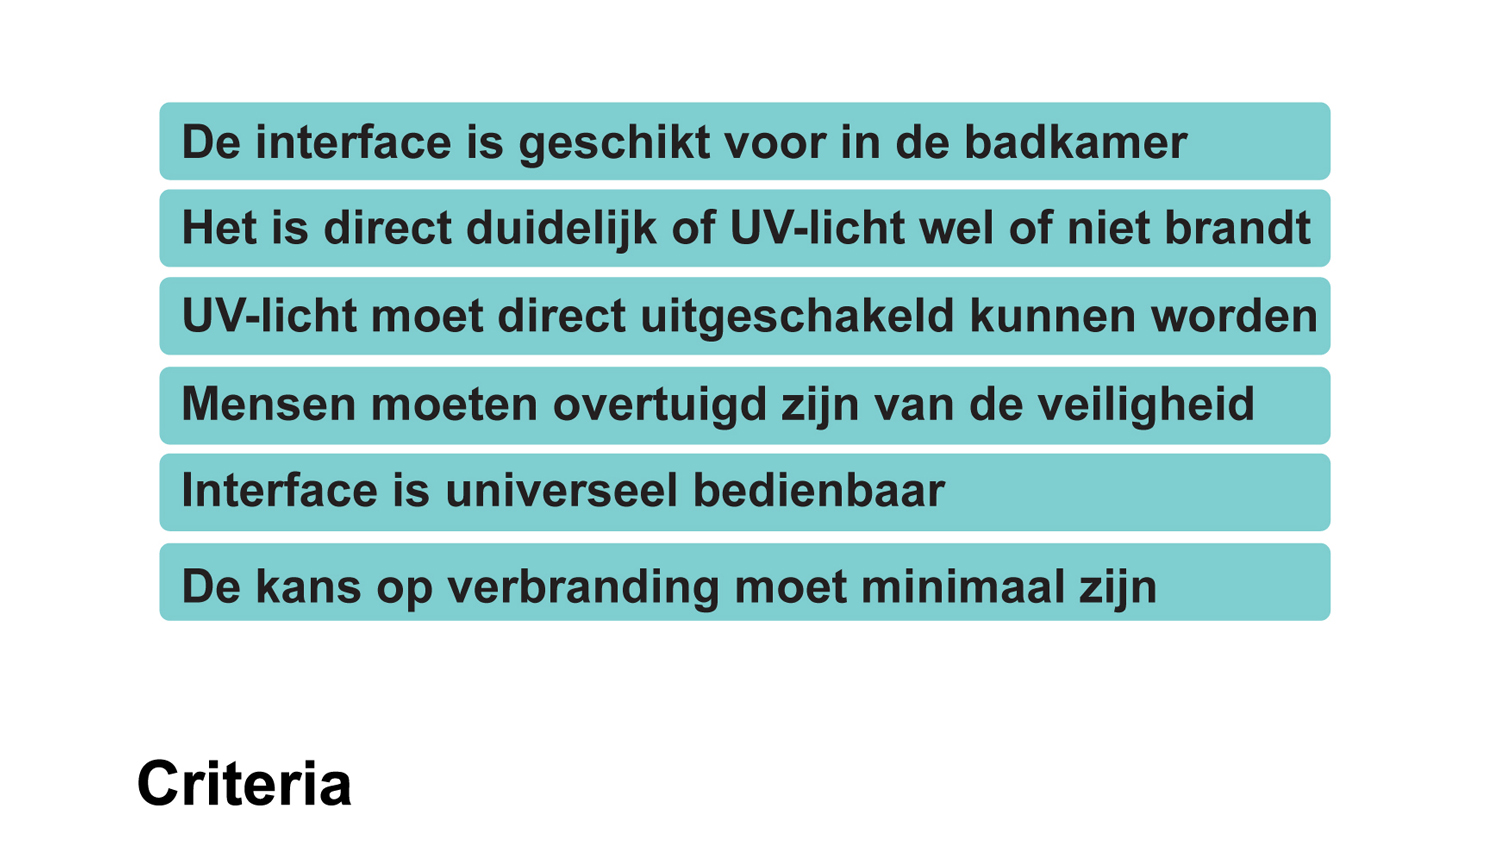 De interface is geschikt voor in de badkamer
Het is direct duidelijk of UV-licht wel of niet brandt
UV-licht moet direct uitgeschakeld kunnen worden
Mensen moeten overtuigd zijn van de veiligheid
Interface is universeel bedienbaar
De kans op verbranding moet minimaal zijn
Criteria